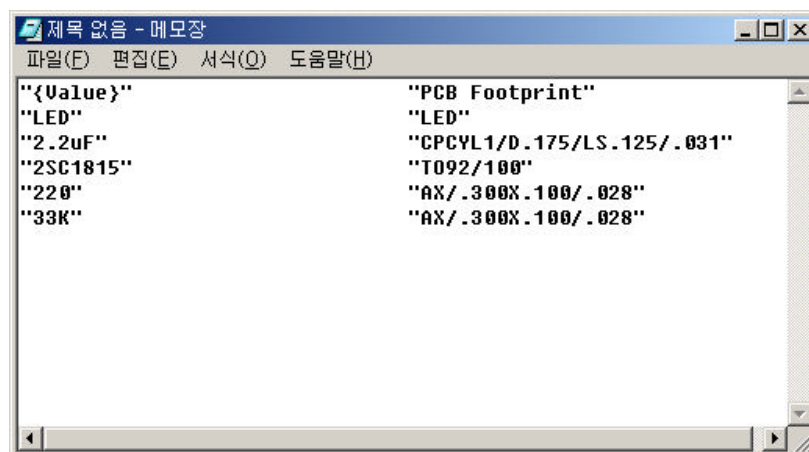 제목 없음 - 메모장
파일(F) 편집(E) 서식(O) 도움말(H)
"{Value}" "PCB Footprint"
"LED" "LED"
"2.2uF" "CPCYL1/D.175/LS.125/.031"
"2SC1815" "TO92/100"
"220" "AX/.300X.100/.028"
"33K" "AX/.300X.100/.028"